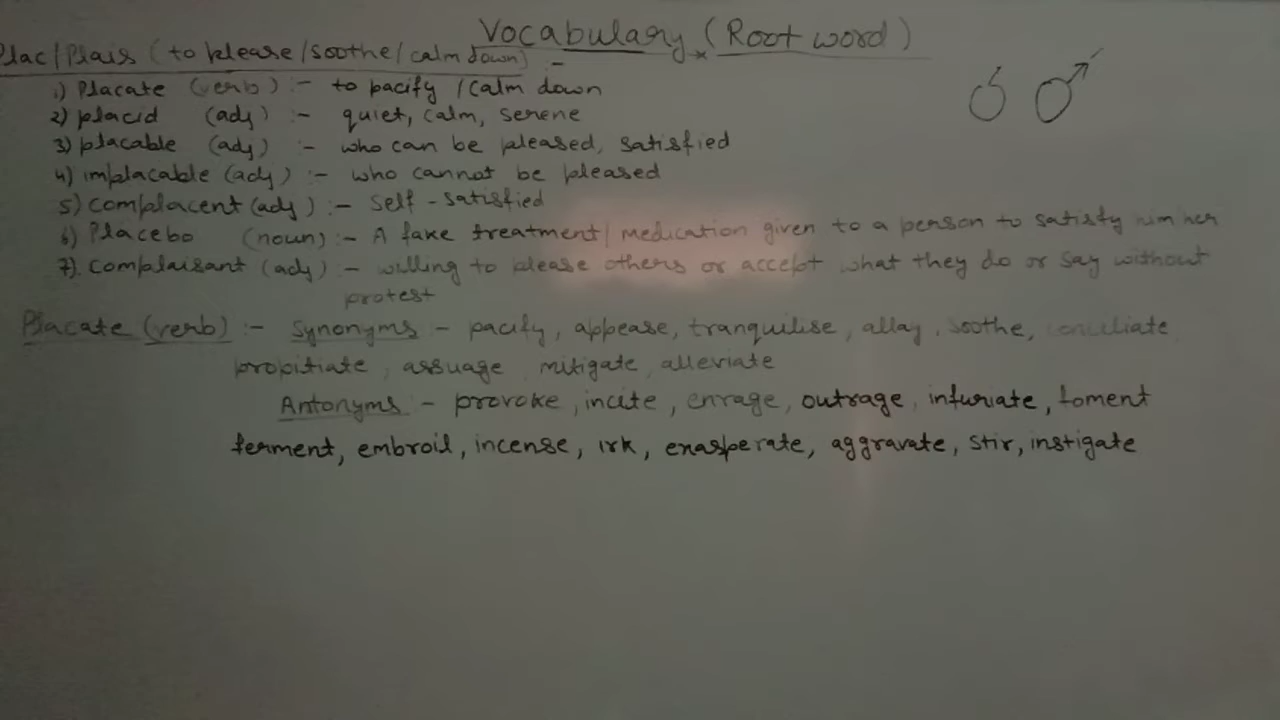 Vocabulary (Root word)
Plac/Plais (to please/soothe/calm down) :-
1) Placate (verb) :- to pacify /calm down
2) placid (adj) :- quiet, calm, serene
3) placable (adj) :- who can be pleased, satisfied
4) implacable (adj) :- who cannot be pleased
5) complacent (adj) :- Self-satisfied
6) Placebo (noun) :- A fake treatment/medication given to a person to satisfy him her
7). complaisant (adj) :- willing to please others or accept what they do or say without
protest
Placate (verb) :- Synonyms - pacify, appease, tranquilise, allay, soothe, conciliate
propitiate, assuage, mitigate, alleviate
Antonyms - provoke, incite, enrage, outrage, infuriate, foment
ferment, embroil, incense, irk, exasperate, aggravate, stir, instigate